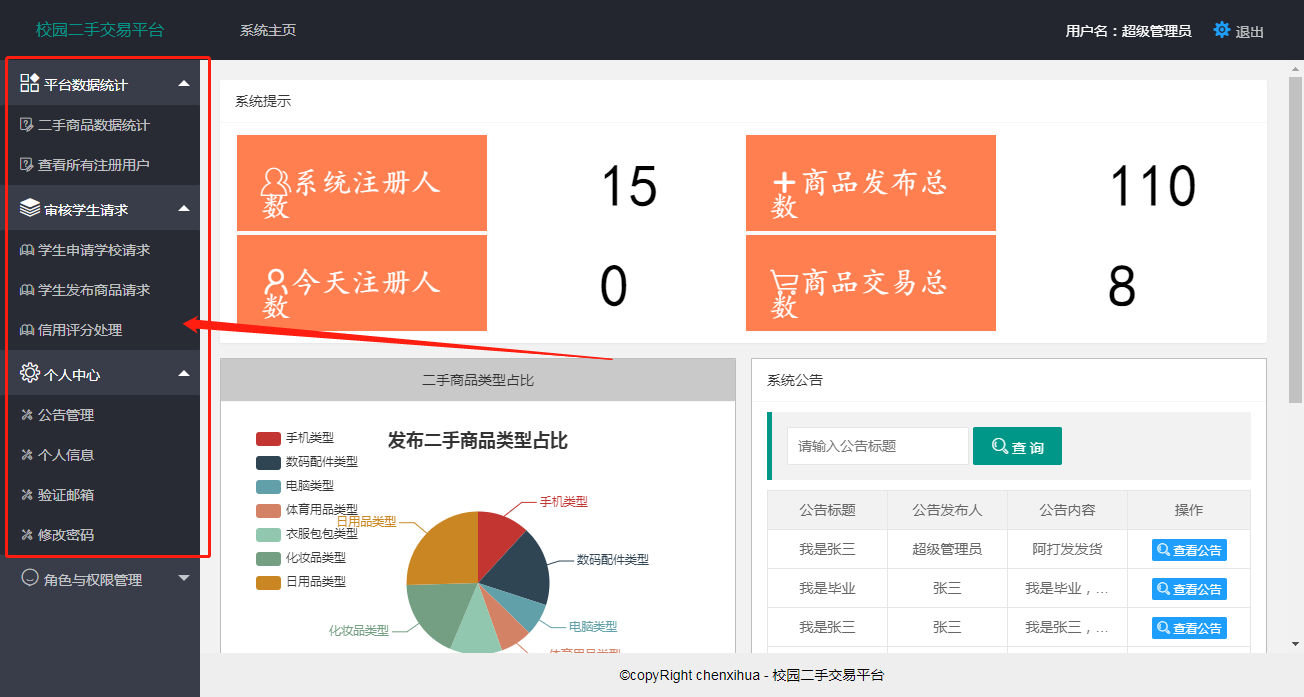 校园二手交易平台
系统主页
用户名：超级管理员
退出
平台数据统计
二手商品数据统计
查看所有注册用户
审核学生请求
学生申请学校请求
学生发布商品请求
信用评分处理
个人中心
公告管理
个人信息
验证邮箱
修改密码
角色与权限管理
系统提示
系统注册人
数
15
商品发布总
数
110
今天注册人
数
0
商品交易总
数
8
二手商品类型占比
发布二手商品类型占比
手机类型
数码配件类型
电脑类型
体育用品类型
衣服包包类型
化妆品类型
日用品类型
手机类型
数码配件类型
电脑类型
体育用品类型
化妆品类型
日用品类型
系统公告
请输入公告标题
查 询
公告标题 公告发布人 公告内容 操作
我是张三 超级管理员 阿打发发货 查看公告
我是毕业 张三 我是毕业，... 查看公告
我是张三 张三 我是张三，... 查看公告
©copyRight chenxihua - 校园二手交易平台